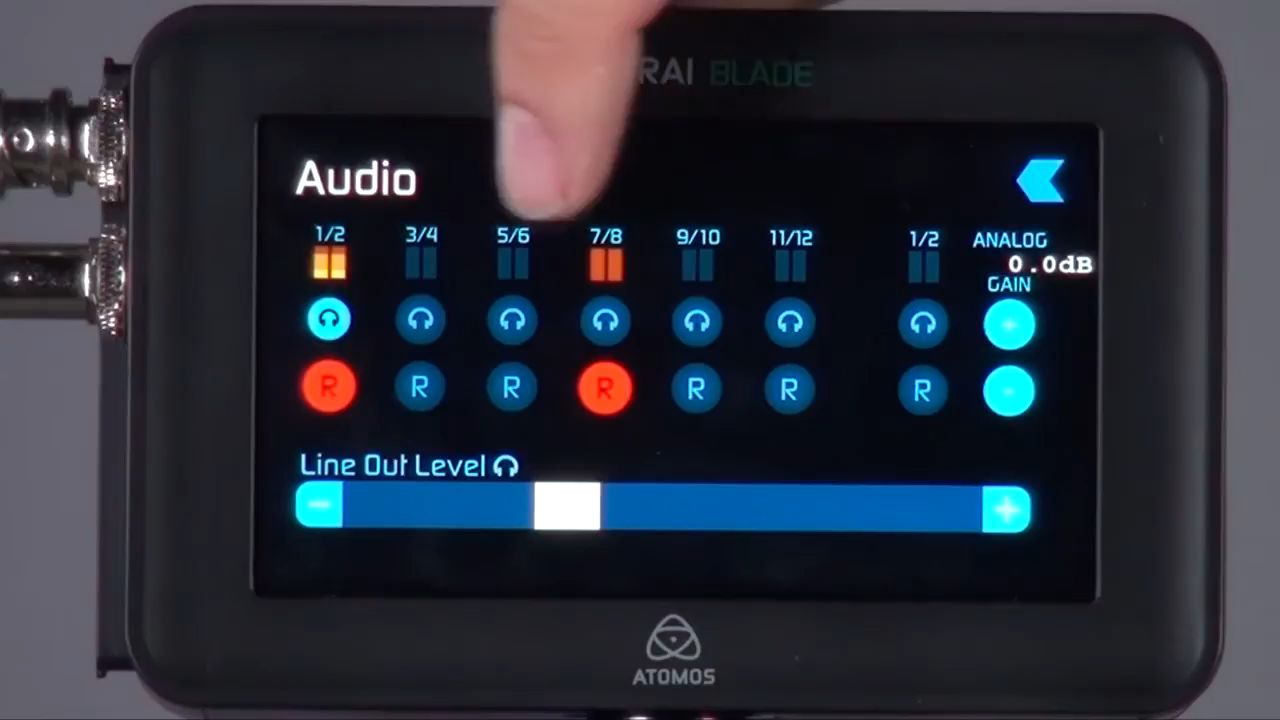 RAI BLADE
Audio
1/2 3/4 5/6 7/8 9/10 11/12 1/2 ANALOG
0.0dB
GAIN
R R R R R R R
Line Out Level
ATOMOS